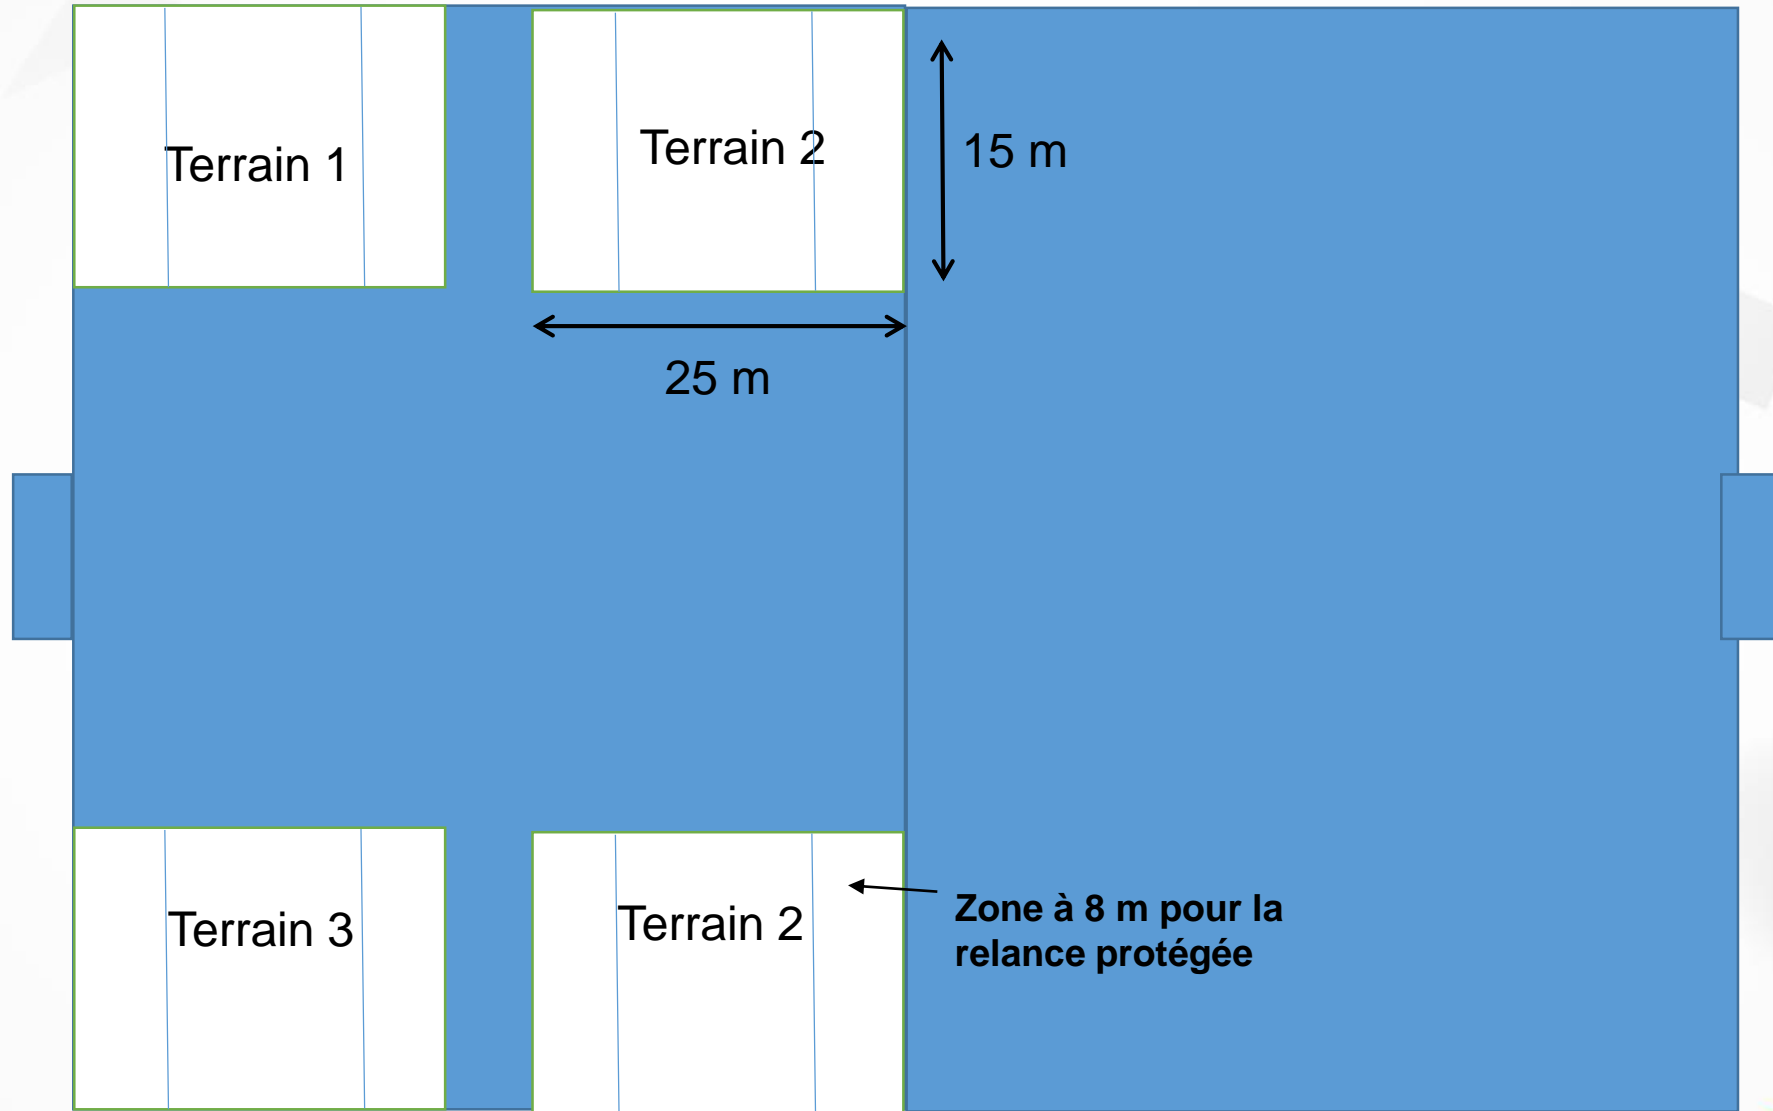 Terrain 1
Terrain 2
15 m
25 m
Terrain 3
Terrain 2
Zone à 8 m pour la
relance protégée